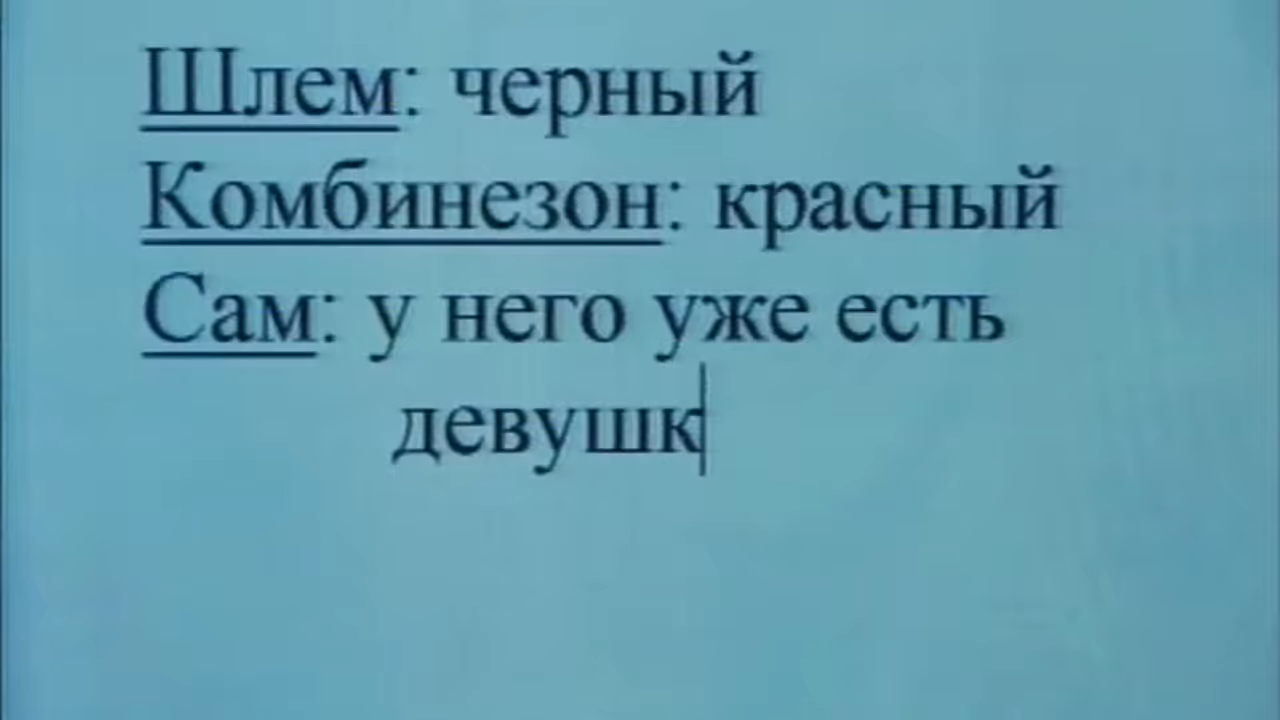 Шлем: черный
Комбинезон: красный
Сам: у него уже есть
девушк